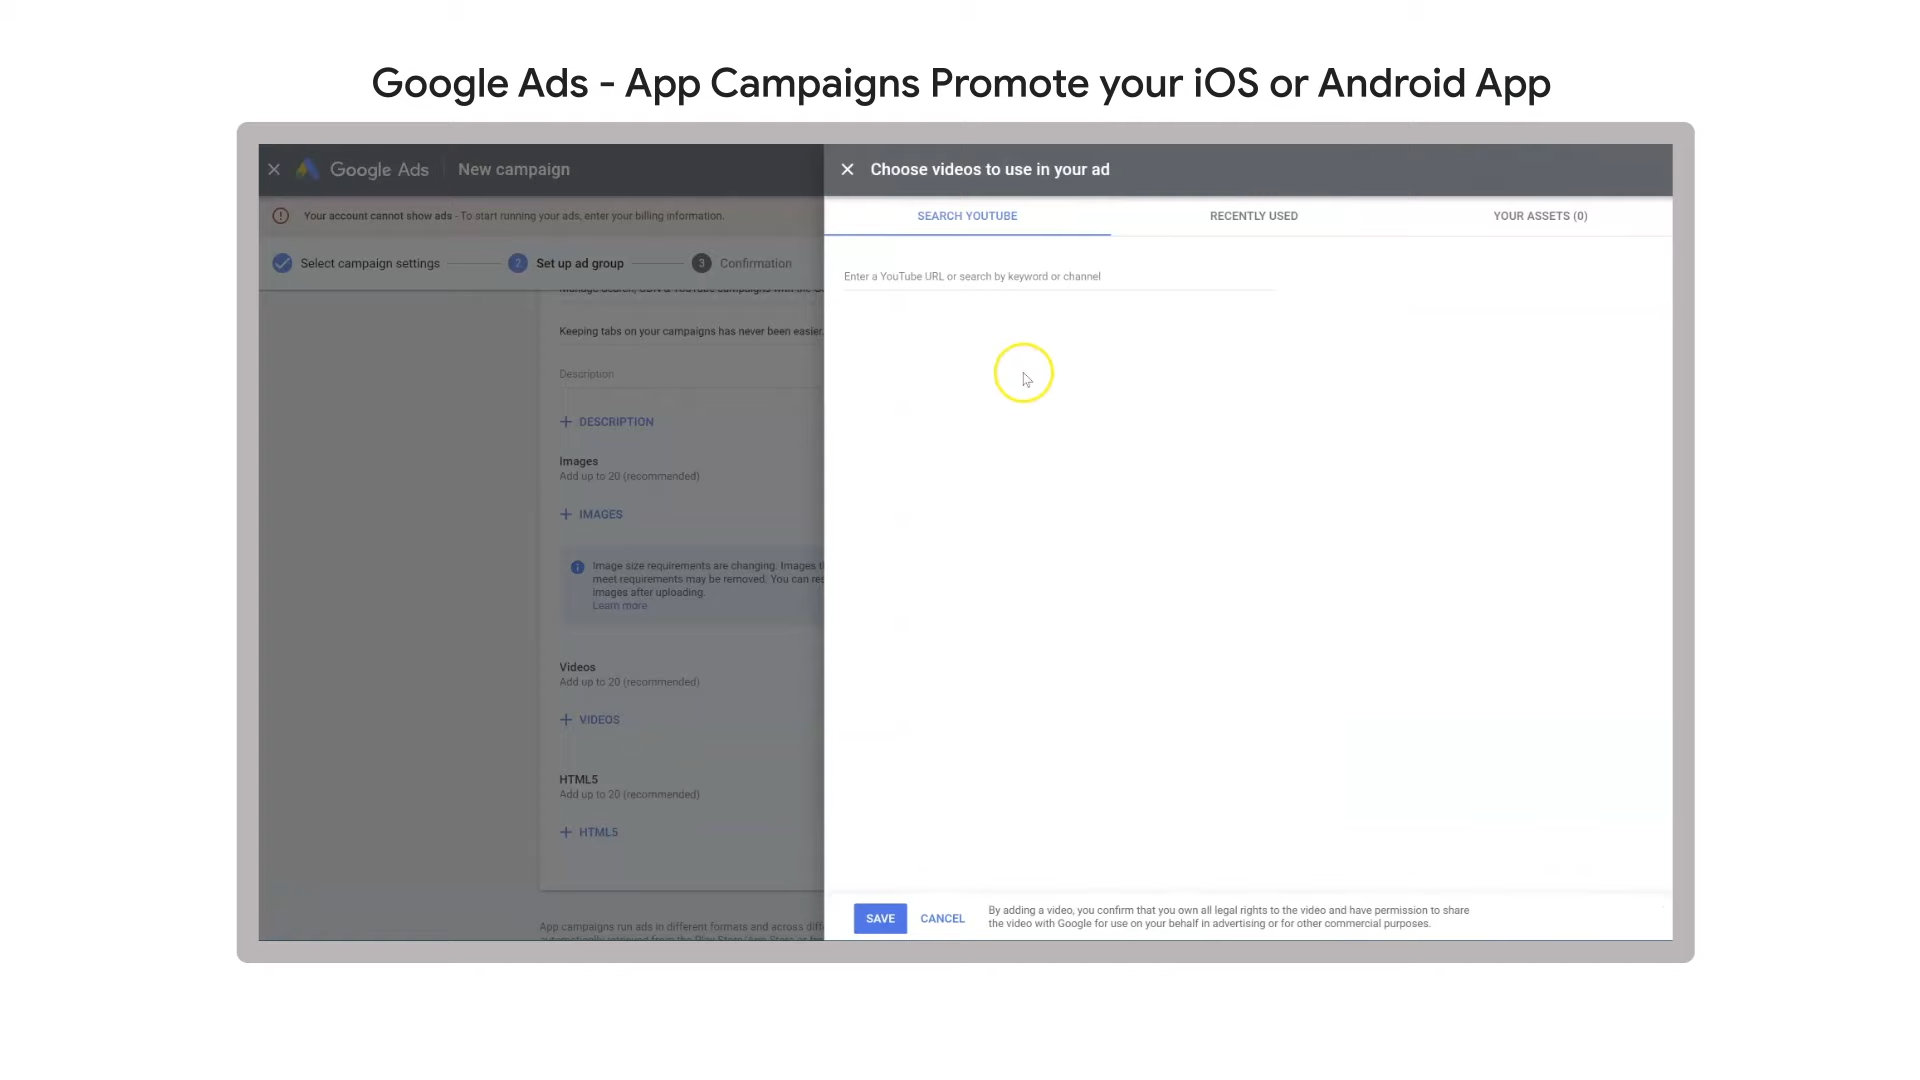 Google Ads - App Campaigns Promote your iOS or Android App
Google Ads
New campaign
Choose videos to use in your ad
Your account cannot show ads - To start running your ads, enter your billing information.
SEARCH YOUTUBE
RECENTLY USED
YOUR ASSETS (0)
Select campaign settings
2
Set up ad group
3
Confirmation
Enter a YouTube URL or search by keyword or channel
Keeping tabs on your campaigns has never been easier.
Description
+ DESCRIPTION
Images
Add up to 20 (recommended)
+ IMAGES
Image size requirements are changing. Images
meet requirements may be removed. You can
images after uploading.
Learn more
Videos
Add up to 20 (recommended)
+ VIDEOS
HTML5
Add up to 20 (recommended)
+ HTML5
App campaigns run ads in different formats and across
SAVE
CANCEL
By adding a video, you confirm that you own all legal rights to the video and have permission to share
the video with Google for use on your behalf in advertising or for other commercial purposes.